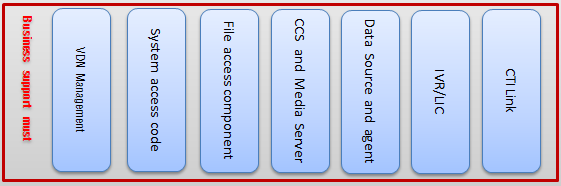 Business support must
VDN Management
System access code
File access component
CCS and Media Server
Data Source and agent
IVR/LIC
CTI Link